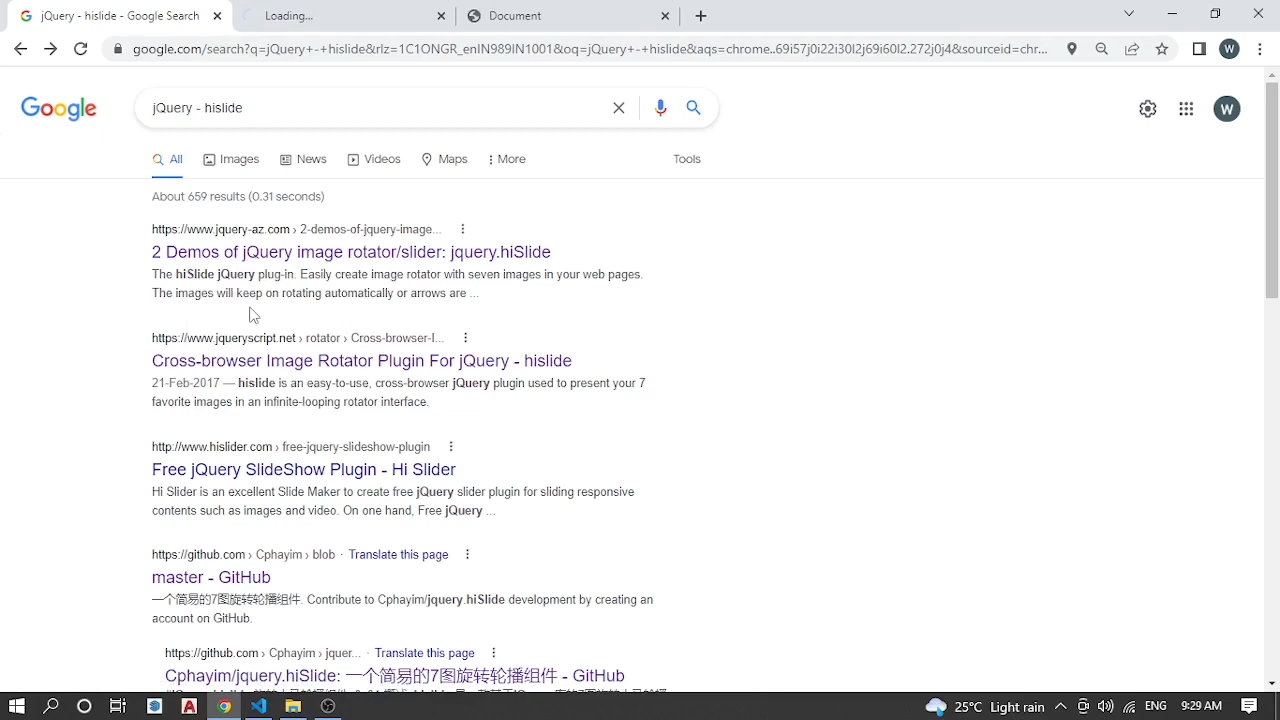 jQuery - hislide - Google Search
Loading...
Document
google.com/search?q=jQuery+-+hislide&rlz=1C1ONGR_enIN989IN1001&oq=jQuery+-+hislide&aqs=chrome..69i57j0i22i30l2j69i60l2.272j0j4&sourceid=chr...
W
Google
jQuery - hislide
W
All
Images
News
Videos
Maps
More
Tools
About 659 results (0.31 seconds)
https://www.jquery-az.com › 2-demos-of-jquery-image...
2 Demos of jQuery image rotator/slider: jquery.hiSlide
The hiSlide jQuery plug-in. Easily create image rotator with seven images in your web pages.
The images will keep on rotating automatically or arrows are ...
https://www.jqueryscript.net › rotator › Cross-browser-I...
Cross-browser Image Rotator Plugin For jQuery - hislide
21-Feb-2017 — hislide is an easy-to-use, cross-browser jQuery plugin used to present your 7
favorite images in an infinite-looping rotator interface.
http://www.hislider.com › free-jquery-slideshow-plugin
Free jQuery SlideShow Plugin - Hi Slider
Hi Slider is an excellent Slide Maker to create free jQuery slider plugin for sliding responsive
contents such as images and video. On one hand, Free jQuery ...
https://github.com › Cphayim › blob · Translate this page
master - GitHub
一个简易的7图旋转轮播组件. Contribute to Cphayim/jquery.hiSlide development by creating an
account on GitHub.
https://github.com › Cphayim › jquer... · Translate this page
Cphayim/jquery.hiSlide: 一个简易的7图旋转轮播组件 - GitHub
25°C Light rain
ENG
9:29 AM